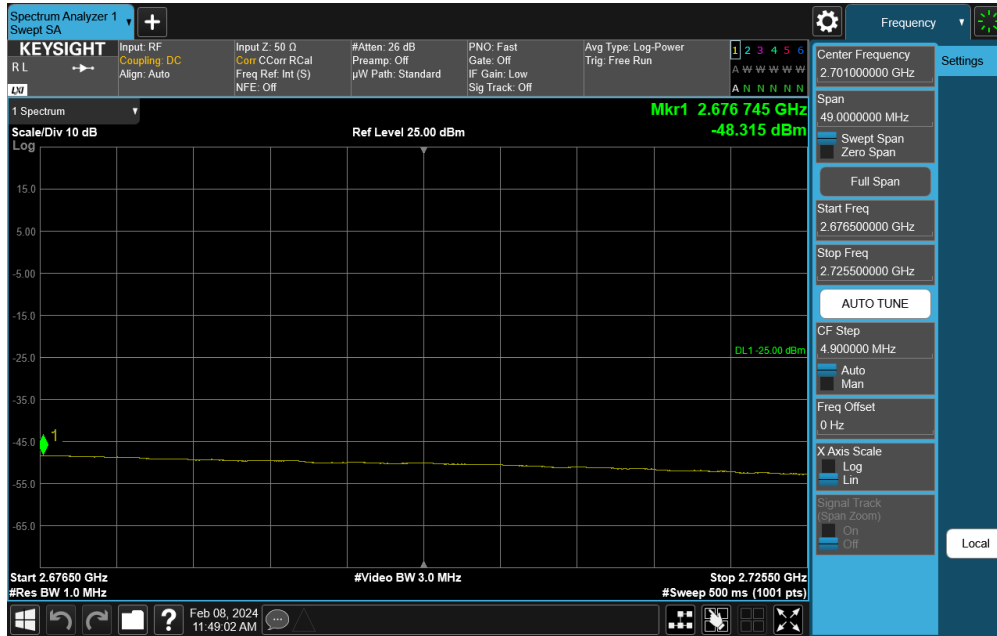 Spectrum Analyzer 1
Swept SA
Frequency
KEYSIGHT
R L
LXI
Input: RF
Coupling: DC
Align: Auto
Input Z: 50 Ω
Corr CCorr RCal
Freq Ref: Int (S)
NFE: Off
#Atten: 26 dB
Preamp: Off
µW Path: Standard
PNO: Fast
Gate: Off
IF Gain: Low
Sig Track: Off
Avg Type: Log-Power
Trig: Free Run
1 2 3 4 5 6
A W W W W W
A N N N N N
1 Spectrum
Scale/Div 10 dB
Log
Ref Level 25.00 dBm
Mkr1 2.676 745 GHz
-48.315 dBm
15.0
5.00
-5.00
-15.0
-25.0
-35.0
-45.0
-55.0
-65.0
DL1 -25.00 dBm
1
Start 2.67650 GHz
#Res BW 1.0 MHz
#Video BW 3.0 MHz
Stop 2.72550 GHz
#Sweep 500 ms (1001 pts)
Center Frequency
2.701000000 GHz
Settings
Span
49.0000000 MHz
Swept Span
Zero Span
Full Span
Start Freq
2.676500000 GHz
Stop Freq
2.725500000 GHz
AUTO TUNE
CF Step
4.900000 MHz
Auto
Man
Freq Offset
0 Hz
X Axis Scale
Log
Lin
Signal Track
(Span Zoom)
On
Off
Local
?
Feb 08, 2024
11:49:02 AM